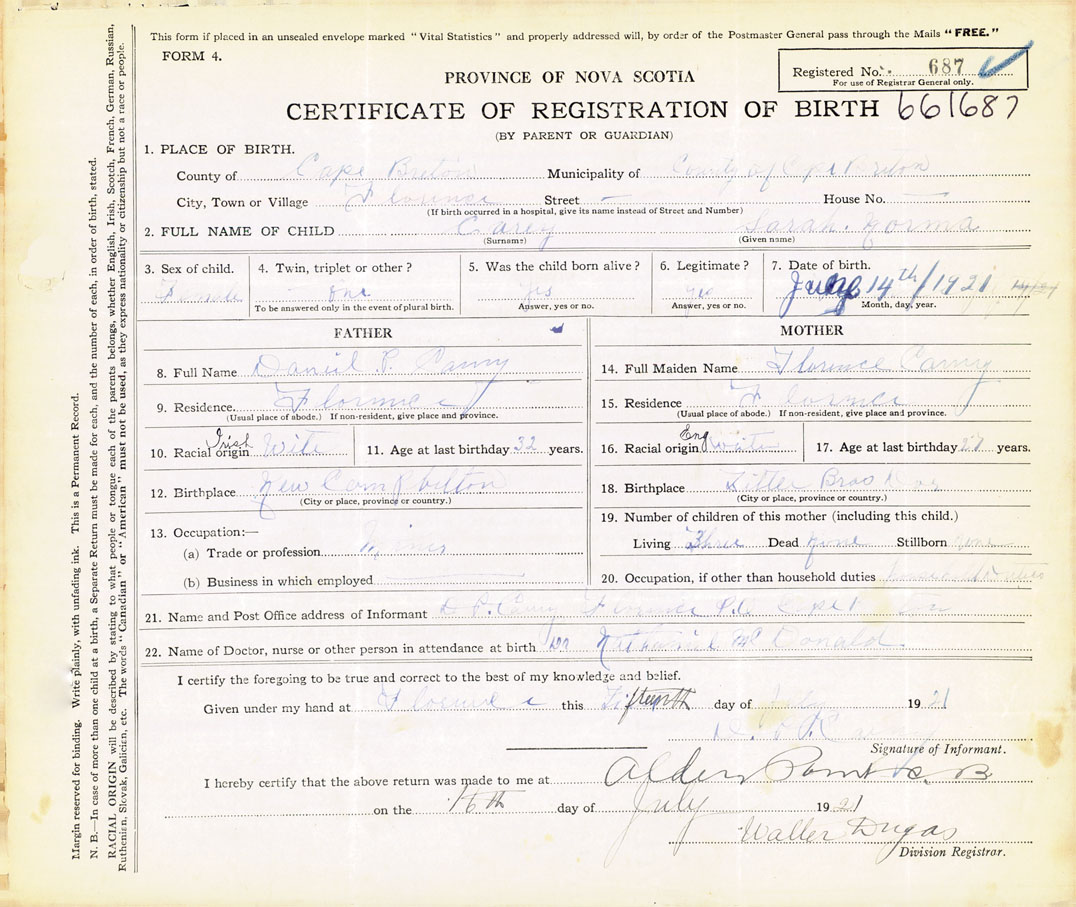 This form if placed in an unsealed envelope marked "Vital Statistics" and properly addressed will, by order of the Postmaster General pass through the Mails "FREE."
FORM 4.
Registered No. 687
For use of Registrar General only.
PROVINCE OF NOVA SCOTIA
CERTIFICATE OF REGISTRATION OF BIRTH 661687
(BY PARENT OR GUARDIAN)
1. PLACE OF BIRTH.
County of Cape Breton Municipality of County of Cape Breton
City, Town or Village Florence Street — House No. —
(If birth occurred in a hospital, give its name instead of Street and Number)
2. FULL NAME OF CHILD Carey Sarah. Norma
(Surname) (Given name)
3. Sex of child. 4. Twin, triplet or other? 5. Was the child born alive? 6. Legitimate? 7. Date of birth.
Female one yes yes 14th/1921
To be answered only in the event of plural birth. Answer, yes or no. Answer, yes or no. Month, day, year.
FATHER
8. Full Name Daniel P.
9. Residence. Florence
(Usual place of abode.) If non-resident, give place and province.
10. Racial origin Irish Wite 11. Age at last birthday 32 years.
12. Birthplace New
(City or place, province or country.)
13. Occupation:—
(a) Trade or profession
(b) Business in which employed
MOTHER
14. Full Maiden Name Florence
15. Residence Florence
(Usual place of abode.) If non-resident, give place and province.
16. Racial origin Eng 17. Age at last birthday 27 years.
18. Birthplace Little Bras Dor
(City or place, province or country.)
19. Number of children of this mother (including this child.)
Living Three Dead None Stillborn None
20. Occupation, if other than household duties
21. Name and Post Office address of Informant D. P. Florence Cape
22. Name of Doctor, nurse or other person in attendance at birth Dr Nathaniel McDonald
I certify the foregoing to be true and correct to the best of my knowledge and belief.
Given under my hand at Florence this Fifteenth day of July 1921
Signature of Informant.
I hereby certify that the above return was made to me at Alder Point C. B
on the 16th day of July 1921
Walter Dugas
Division Registrar.
Margin reserved for binding. Write plainly, with unfading ink. This is a Permanent Record.
N. B.—In case of more than one child at a birth, a Separate Return must be made for each, and the number of each, in order of birth, stated.
RACIAL ORIGIN will be described by stating to what people or tongue each of the parents belongs, whether English, Irish, Scotch, French, German, Russian,
Ruthenian, Slovak, Galician, etc. The words "Canadian" or "American" must not be used, as they express nationality or citizenship but not a race or people.